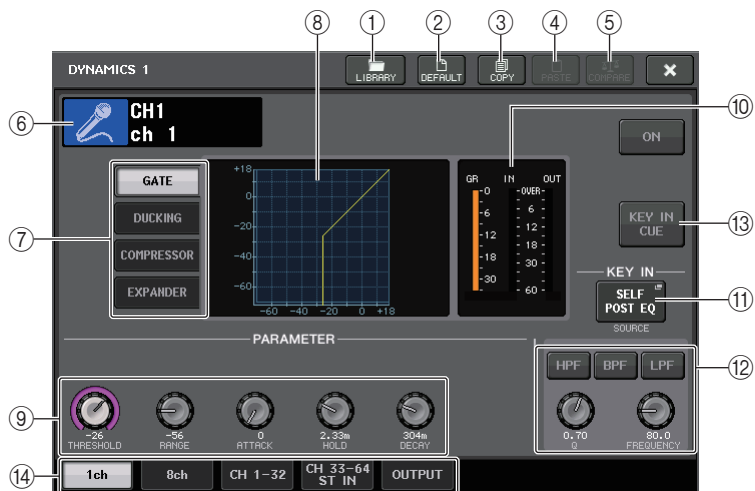 ① ② ③ ④ ⑤
⑧
DYNAMICS 1
LIBRARY DEFAULT COPY PASTE COMPARE ×
⑥
CH1
ch 1
⑩
ON
⑦
GATE
DUCKING
COMPRESSOR
EXPANDER
+18
0
-20
-40
-60
-60 -40 -20 0 +18
GR IN OUT
-0 -OVER-
-6 - 6 -
-12 - 12 -
-18 - 18 -
-30 - 30 -
- 60 -
KEY IN
CUE
⑬
KEY IN
SELF
POST EQ
⑪
SOURCE
PARAMETER
HPF BPF LPF
⑫
⑨
-26 -56 0 2.33m 304m
THRESHOLD RANGE ATTACK HOLD DECAY
0.70 80.0
Q FREQUENCY
⑭
1ch 8ch CH 1-32 CH 33-64
ST IN OUTPUT